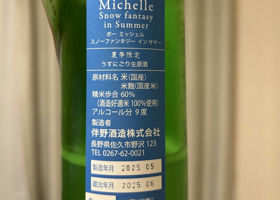 Michelle
Snow fantasy
in Summer
ボー ミッシェル
スノーファンタジー イン サマー
夏季限定
うすにごり生原酒
原材料名 米(国産)
米麹(国産米)
精米歩合 60%
(酒造好適米100%使用)
アルコール分 9度
製造者
伴野酒造株式会社
長野県佐久市野沢 123
TEL 0267-62-0021
製造年月 2025.05
蔵出年月 2025.06